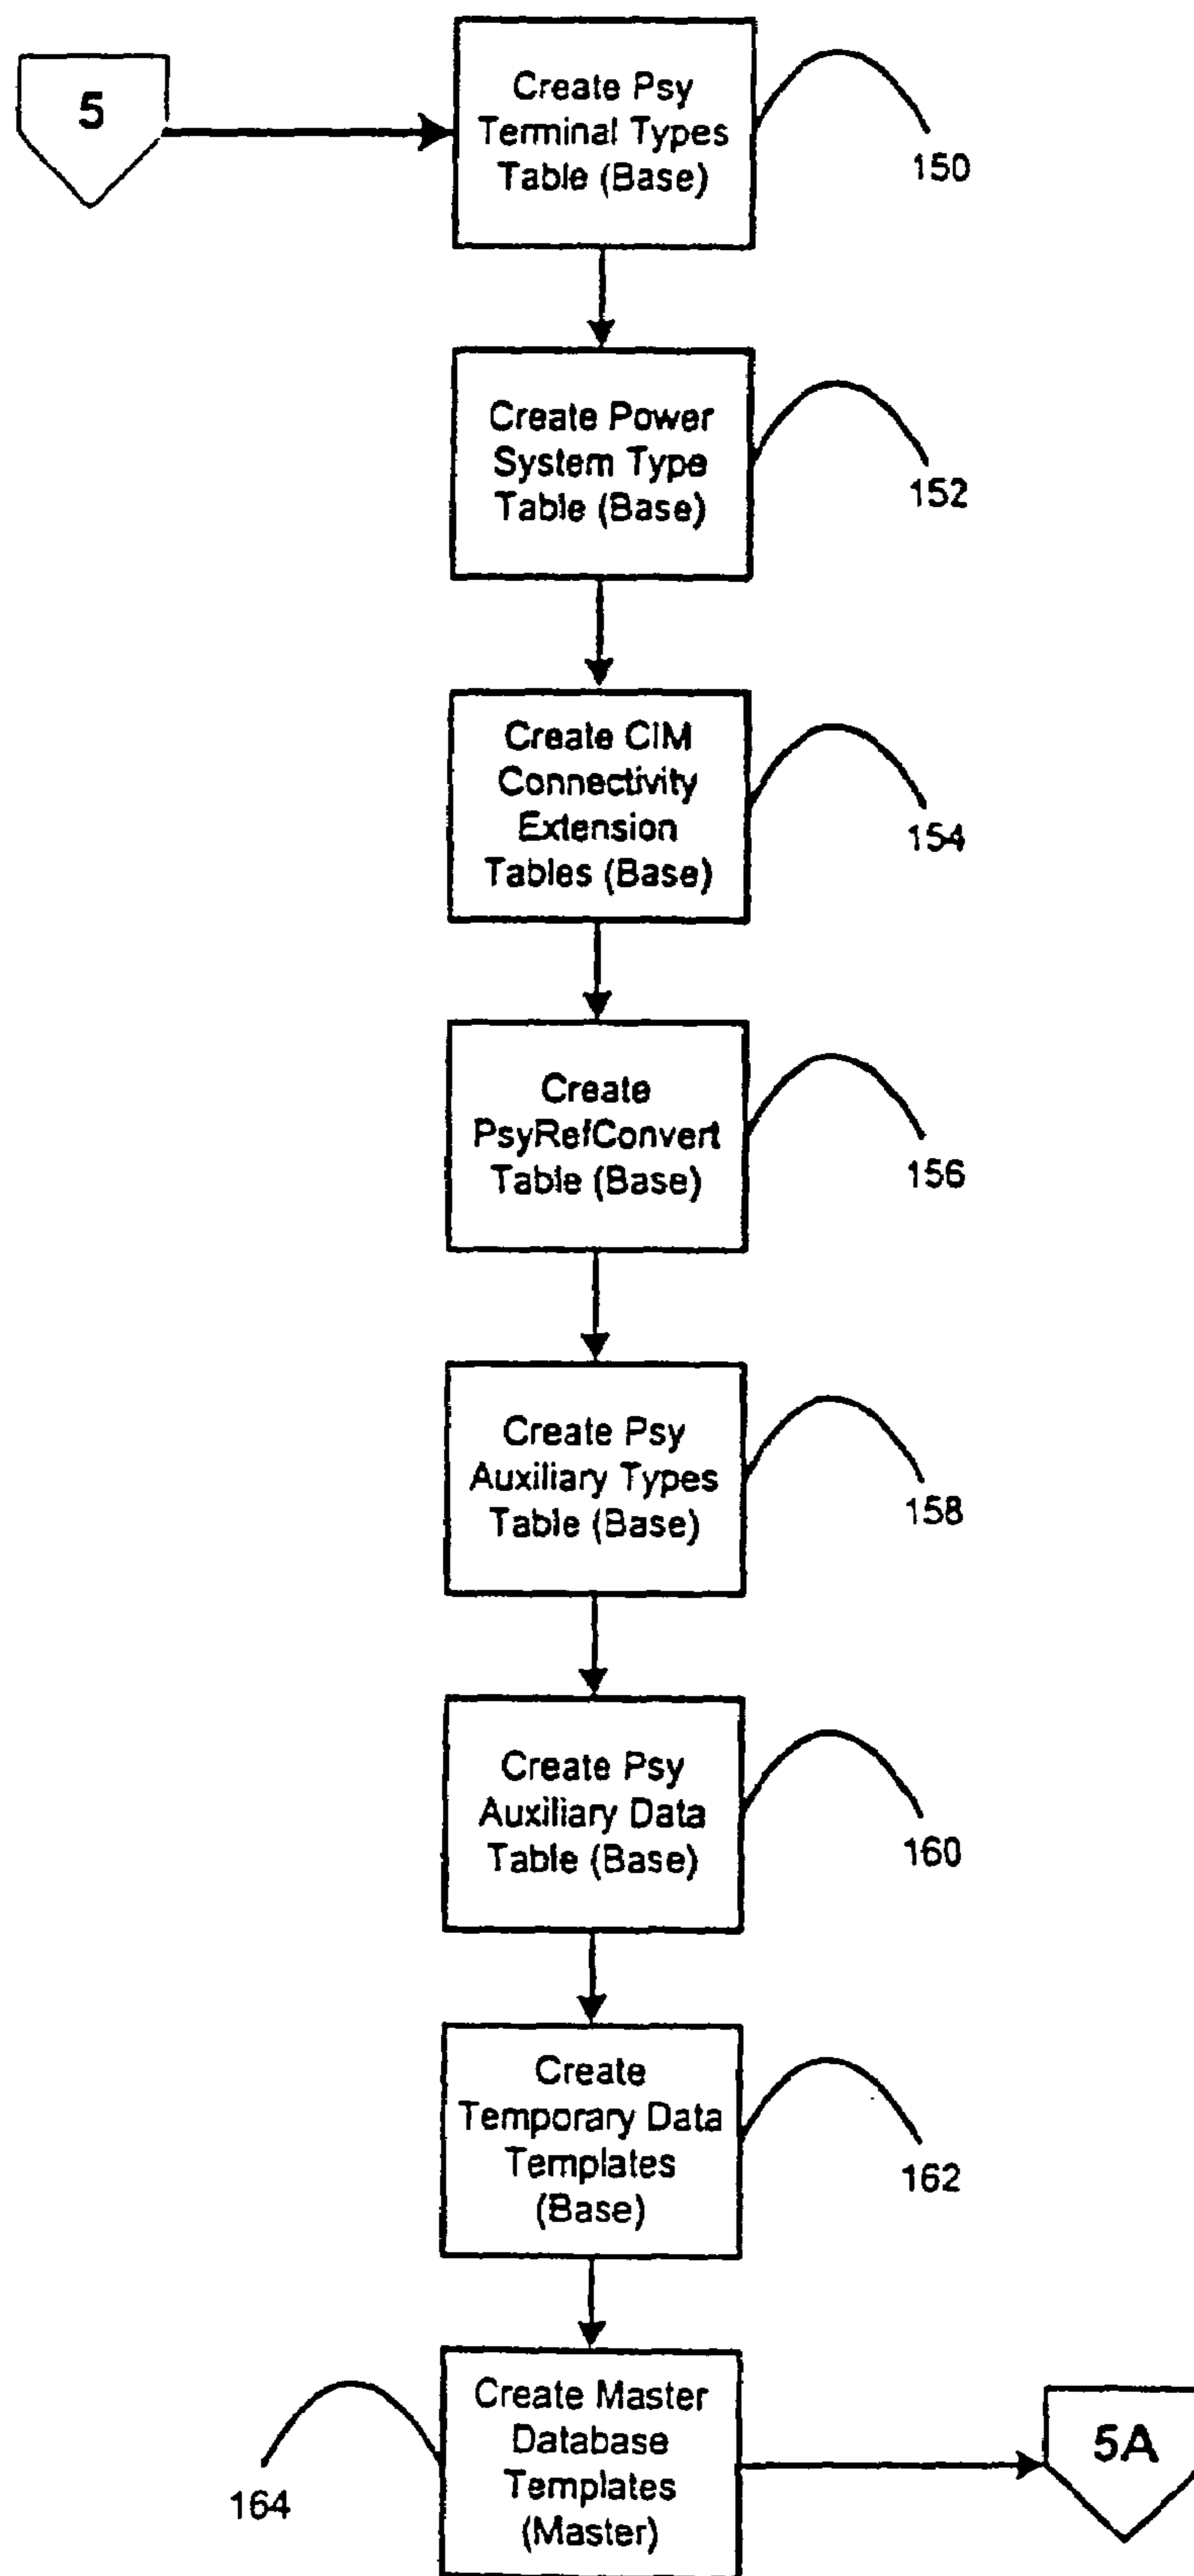 5
Create Psy
Terminal Types
Table (Base)
150
Create Power
System Type
Table (Base)
152
Create CIM
Connectivity
Extension
Tables (Base)
154
Create
PsyRefConvert
Table (Base)
156
Create Psy
Auxiliary Types
Table (Base)
158
Create Psy
Auxiliary Data
Table (Base)
160
Create
Temporary Data
Templates
(Base)
162
Create Master
Database
Templates
(Master)
164
5A